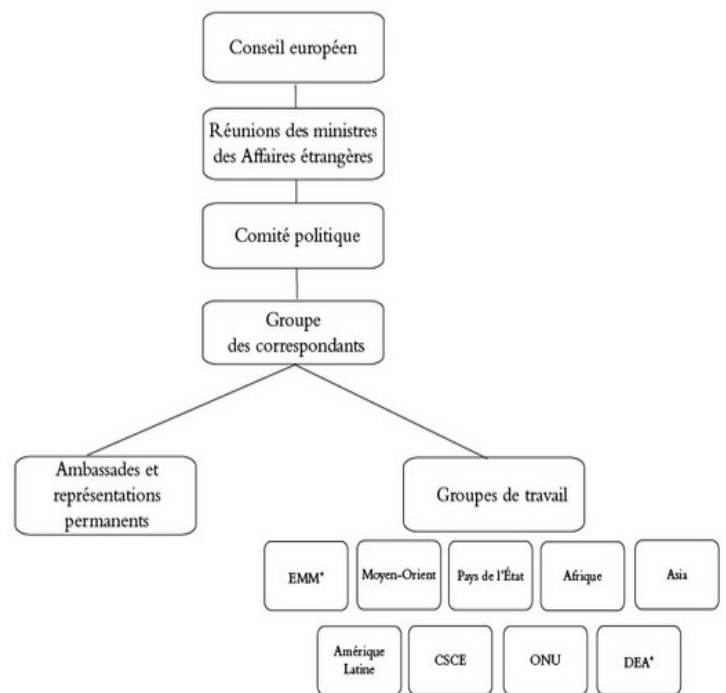 Conseil européen
Réunions des ministres
des Affaires étrangères
Comité politique
Groupe
des correspondants
Ambassades et
représentations
permanents
Groupes de travail
EMM*
Moyen-Orient
Pays de l'État
Afrique
Asia
Amérique
Latine
CSCE
ONU
DEA*